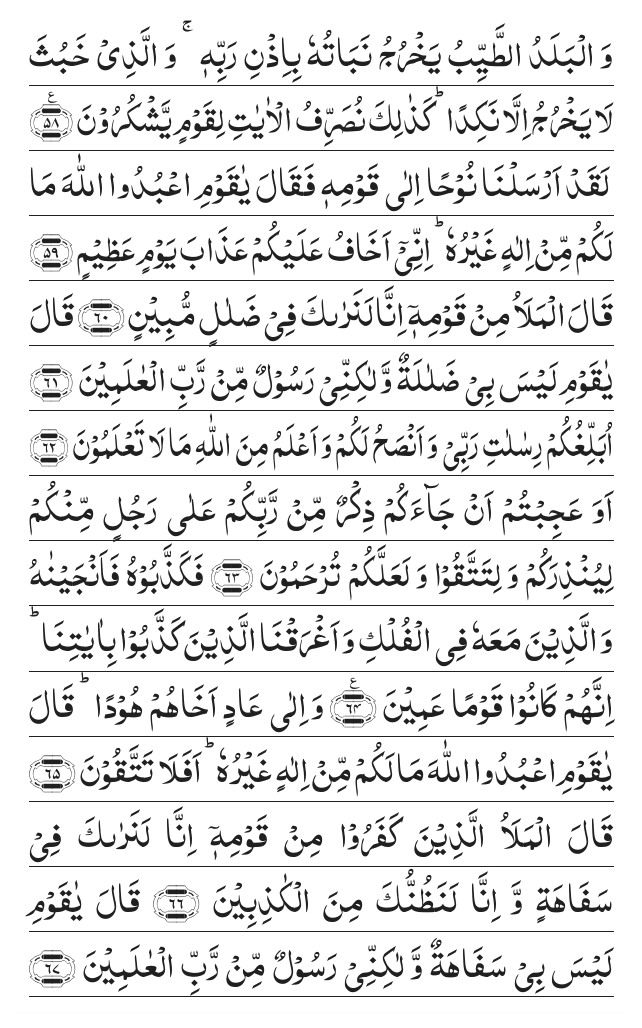 وَ الْبَلَدُ الطَّیِّبُ یَخْرُجُ نَبَاتُهٗ بِاِذْنِ رَبِّهٖ ۚ وَ الَّذِیْ خَبُثَ
لَا یَخْرُجُ اِلَّا نَكِدًا ؕ كَذٰلِكَ نُصَرِّفُ الْاٰیٰتِ لِقَوْمٍ یَّشْكُرُوْنَ ﴿۵۸﴾ ع
لَقَدْ اَرْسَلْنَا نُوْحًا اِلٰى قَوْمِهٖ فَقَالَ یٰقَوْمِ اعْبُدُوا اللّٰهَ مَا
لَكُمْ مِّنْ اِلٰهٍ غَیْرُهٗ ؕ اِنِّیْۤ اَخَافُ عَلَیْكُمْ عَذَابَ یَوْمٍ عَظِیْمٍ ﴿۵۹﴾
قَالَ الْمَلَاُ مِنْ قَوْمِهٖۤ اِنَّا لَنَرٰىكَ فِیْ ضَلٰلٍ مُّبِیْنٍ ﴿۶۰﴾ قَالَ
یٰقَوْمِ لَیْسَ بِیْ ضَلٰلَةٌ وَّ لٰكِنِّیْ رَسُوْلٌ مِّنْ رَّبِّ الْعٰلَمِیْنَ ﴿۶۱﴾
اُبَلِّغُكُمْ رِسٰلٰتِ رَبِّیْ وَ اَنْصَحُ لَكُمْ وَ اَعْلَمُ مِنَ اللّٰهِ مَا لَا تَعْلَمُوْنَ ﴿۶۲﴾
اَوَ عَجِبْتُمْ اَنْ جَآءَكُمْ ذِكْرٌ مِّنْ رَّبِّكُمْ عَلٰى رَجُلٍ مِّنْكُمْ
لِیُنْذِرَكُمْ وَ لِتَتَّقُوْا وَ لَعَلَّكُمْ تُرْحَمُوْنَ ﴿۶۳﴾ فَكَذَّبُوْهُ فَاَنْجَیْنٰهُ
وَ الَّذِیْنَ مَعَهٗ فِی الْفُلْكِ وَ اَغْرَقْنَا الَّذِیْنَ كَذَّبُوْا بِاٰیٰتِنَا ؕ
اِنَّهُمْ كَانُوْا قَوْمًا عَمِیْنَ ﴿۶۴﴾ ع وَ اِلٰى عَادٍ اَخَاهُمْ هُوْدًا ؕ قَالَ
یٰقَوْمِ اعْبُدُوا اللّٰهَ مَا لَكُمْ مِّنْ اِلٰهٍ غَیْرُهٗ ؕ اَفَلَا تَتَّقُوْنَ ﴿۶۵﴾
قَالَ الْمَلَاُ الَّذِیْنَ كَفَرُوْا مِنْ قَوْمِهٖۤ اِنَّا لَنَرٰىكَ فِیْ
سَفَاهَةٍ وَّ اِنَّا لَنَظُنُّكَ مِنَ الْكٰذِبِیْنَ ﴿۶۶﴾ قَالَ یٰقَوْمِ
لَیْسَ بِیْ سَفَاهَةٌ وَّ لٰكِنِّیْ رَسُوْلٌ مِّنْ رَّبِّ الْعٰلَمِیْنَ ﴿۶۷﴾